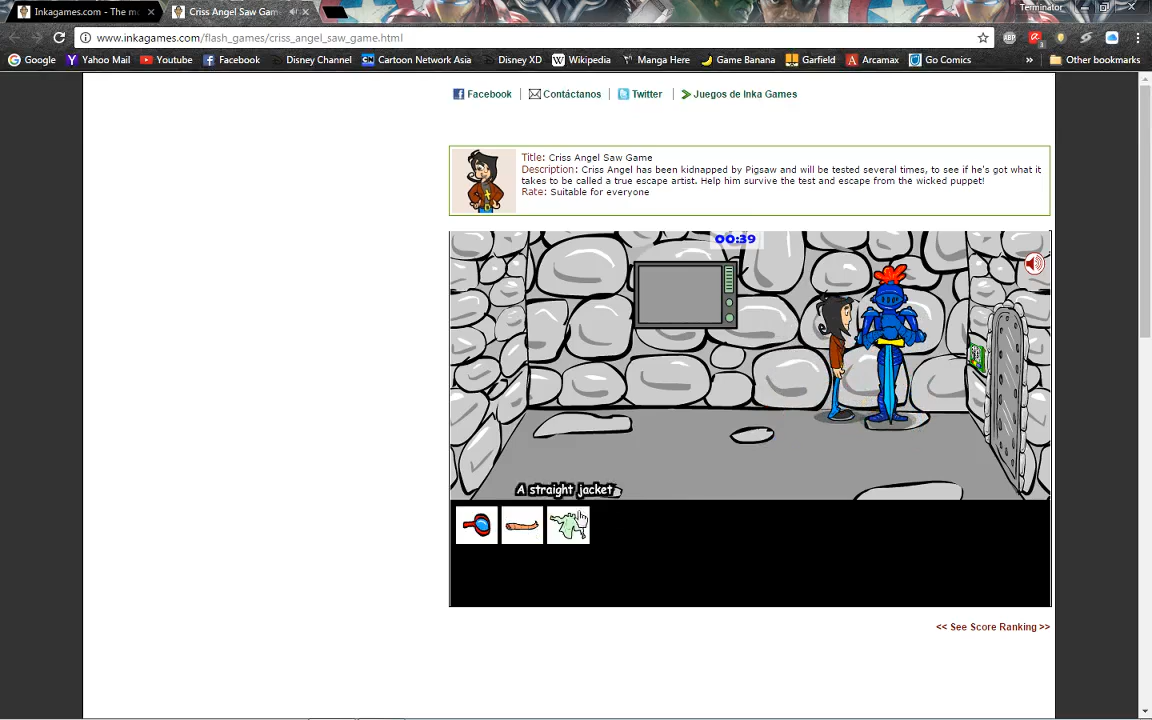 Inkagames.com - The m
Criss Angel Saw Gam
Terminator
www.inkagames.com/flash_games/criss_angel_saw_game.html
ABP
3
Google
Yahoo Mail
Youtube
Facebook
Disney Channel
CN Cartoon Network Asia
Disney XD
W Wikipedia
Manga Here
Game Banana
Garfield
A Arcamax
Go Comics
»
Other bookmarks
Facebook | Contáctanos | Twitter | Juegos de Inka Games
Title: Criss Angel Saw Game
Description: Criss Angel has been kidnapped by Pigsaw and will be tested several times, to see if he's got what it
takes to be called a true escape artist. Help him survive the test and escape from the wicked puppet!
Rate: Suitable for everyone
00:39
A straight jacket
<< See Score Ranking >>